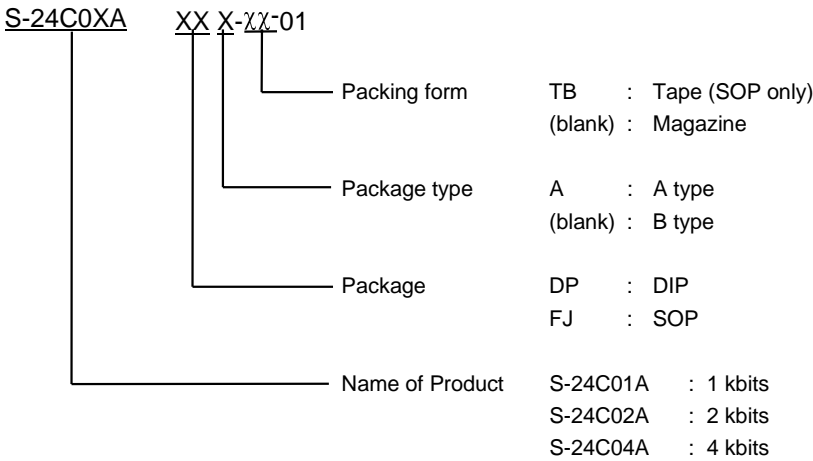 S-24C0XA XX X-χχ-01
Packing form TB : Tape (SOP only)
(blank) : Magazine
Package type A : A type
(blank) : B type
Package DP : DIP
FJ : SOP
Name of Product S-24C01A : 1 kbits
S-24C02A : 2 kbits
S-24C04A : 4 kbits